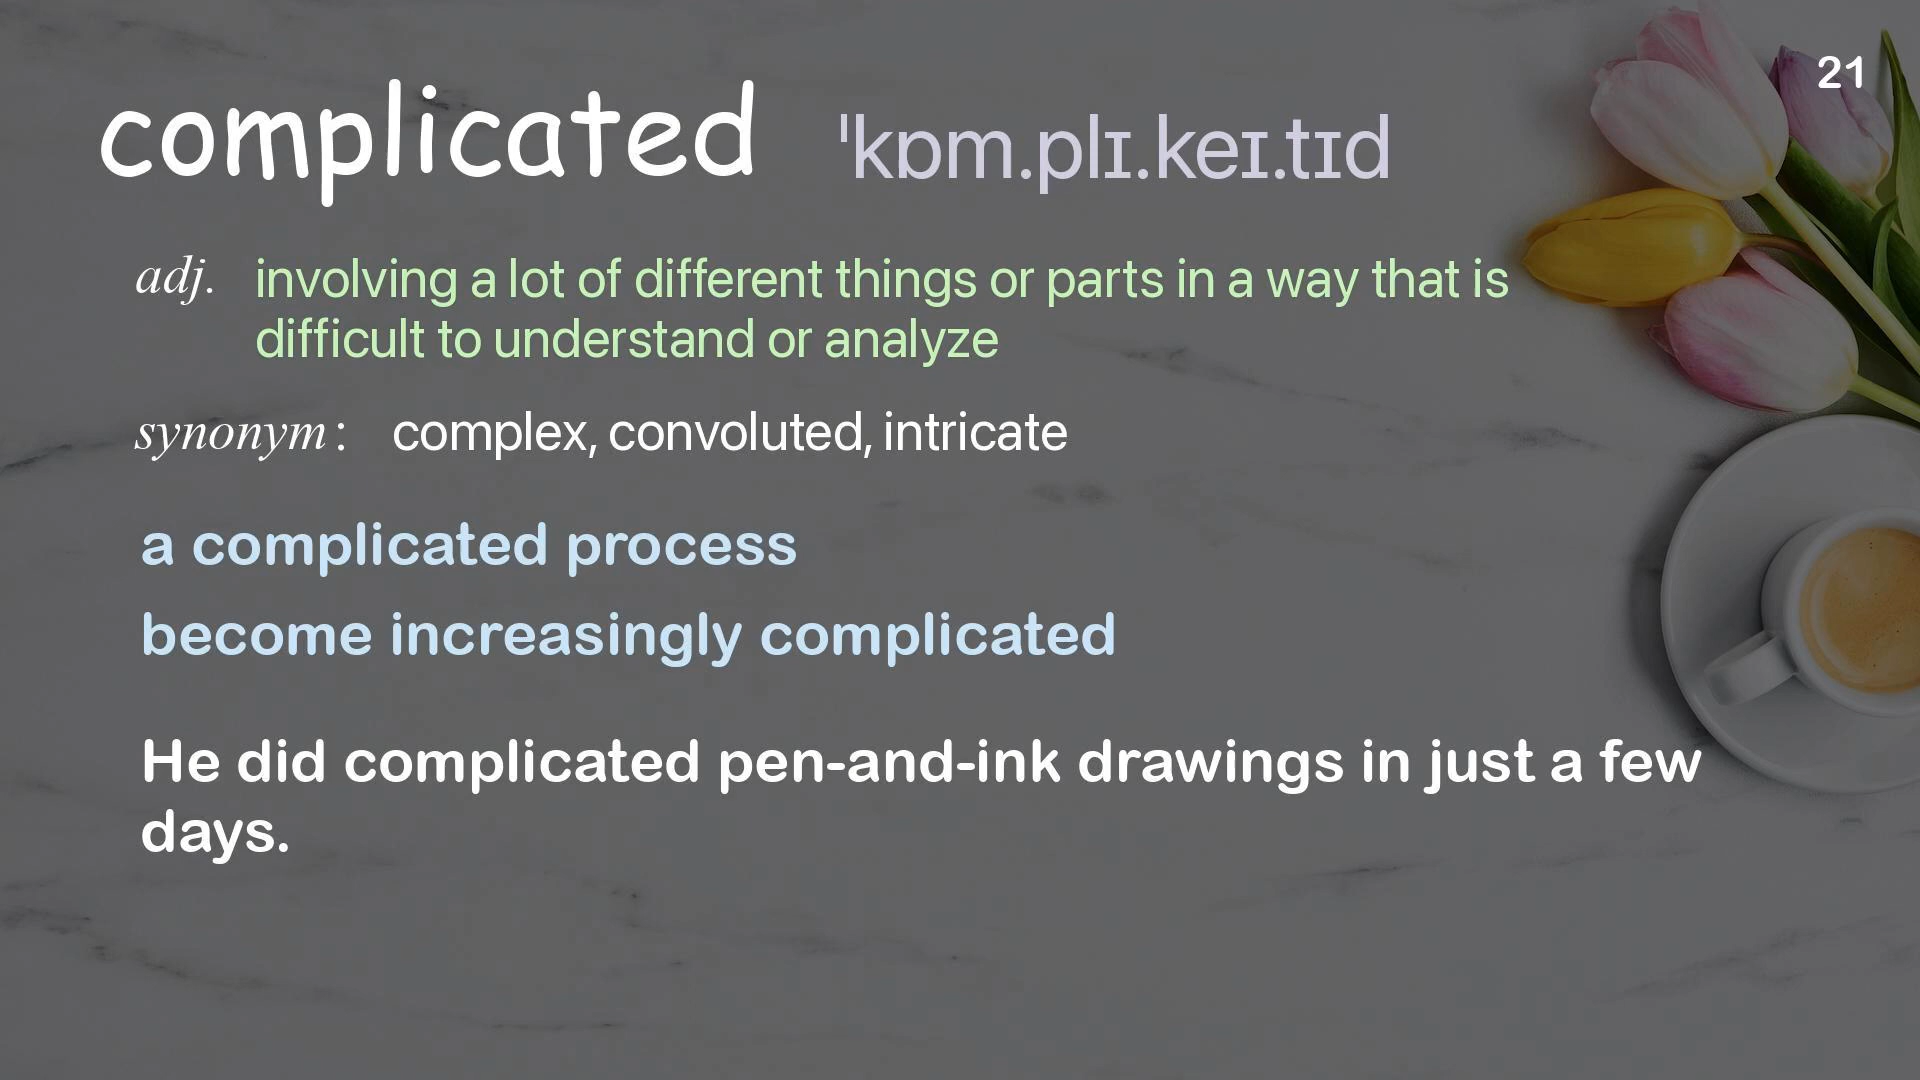 21
complicated ˈkɒm.plɪ.keɪ.tɪd
adj. involving a lot of different things or parts in a way that is
difficult to understand or analyze
synonym: complex, convoluted, intricate
a complicated process
become increasingly complicated
He did complicated pen-and-ink drawings in just a few
days.